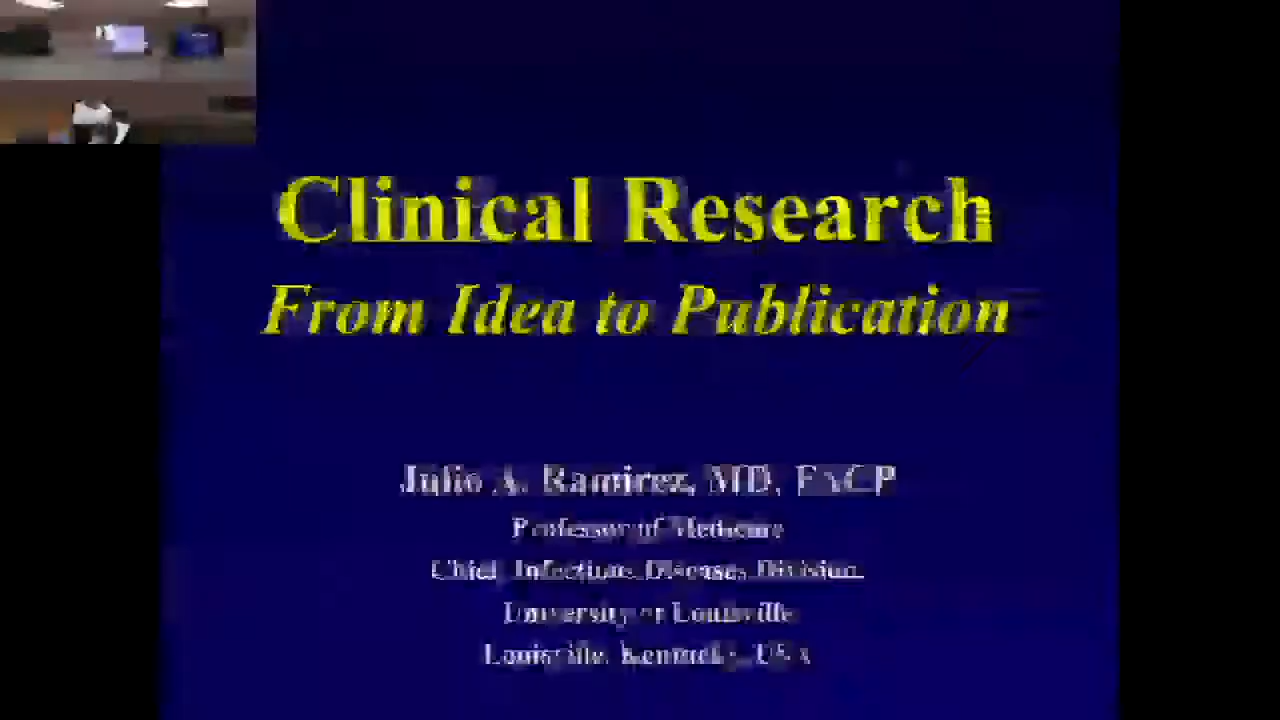 Clinical Research
From Idea to Publication
Julio A. Ramirez, MD, FACP
Professor of Medicine
Chief, Infectious Diseases Division
University of Louisville
Louisville, Kentucky, USA